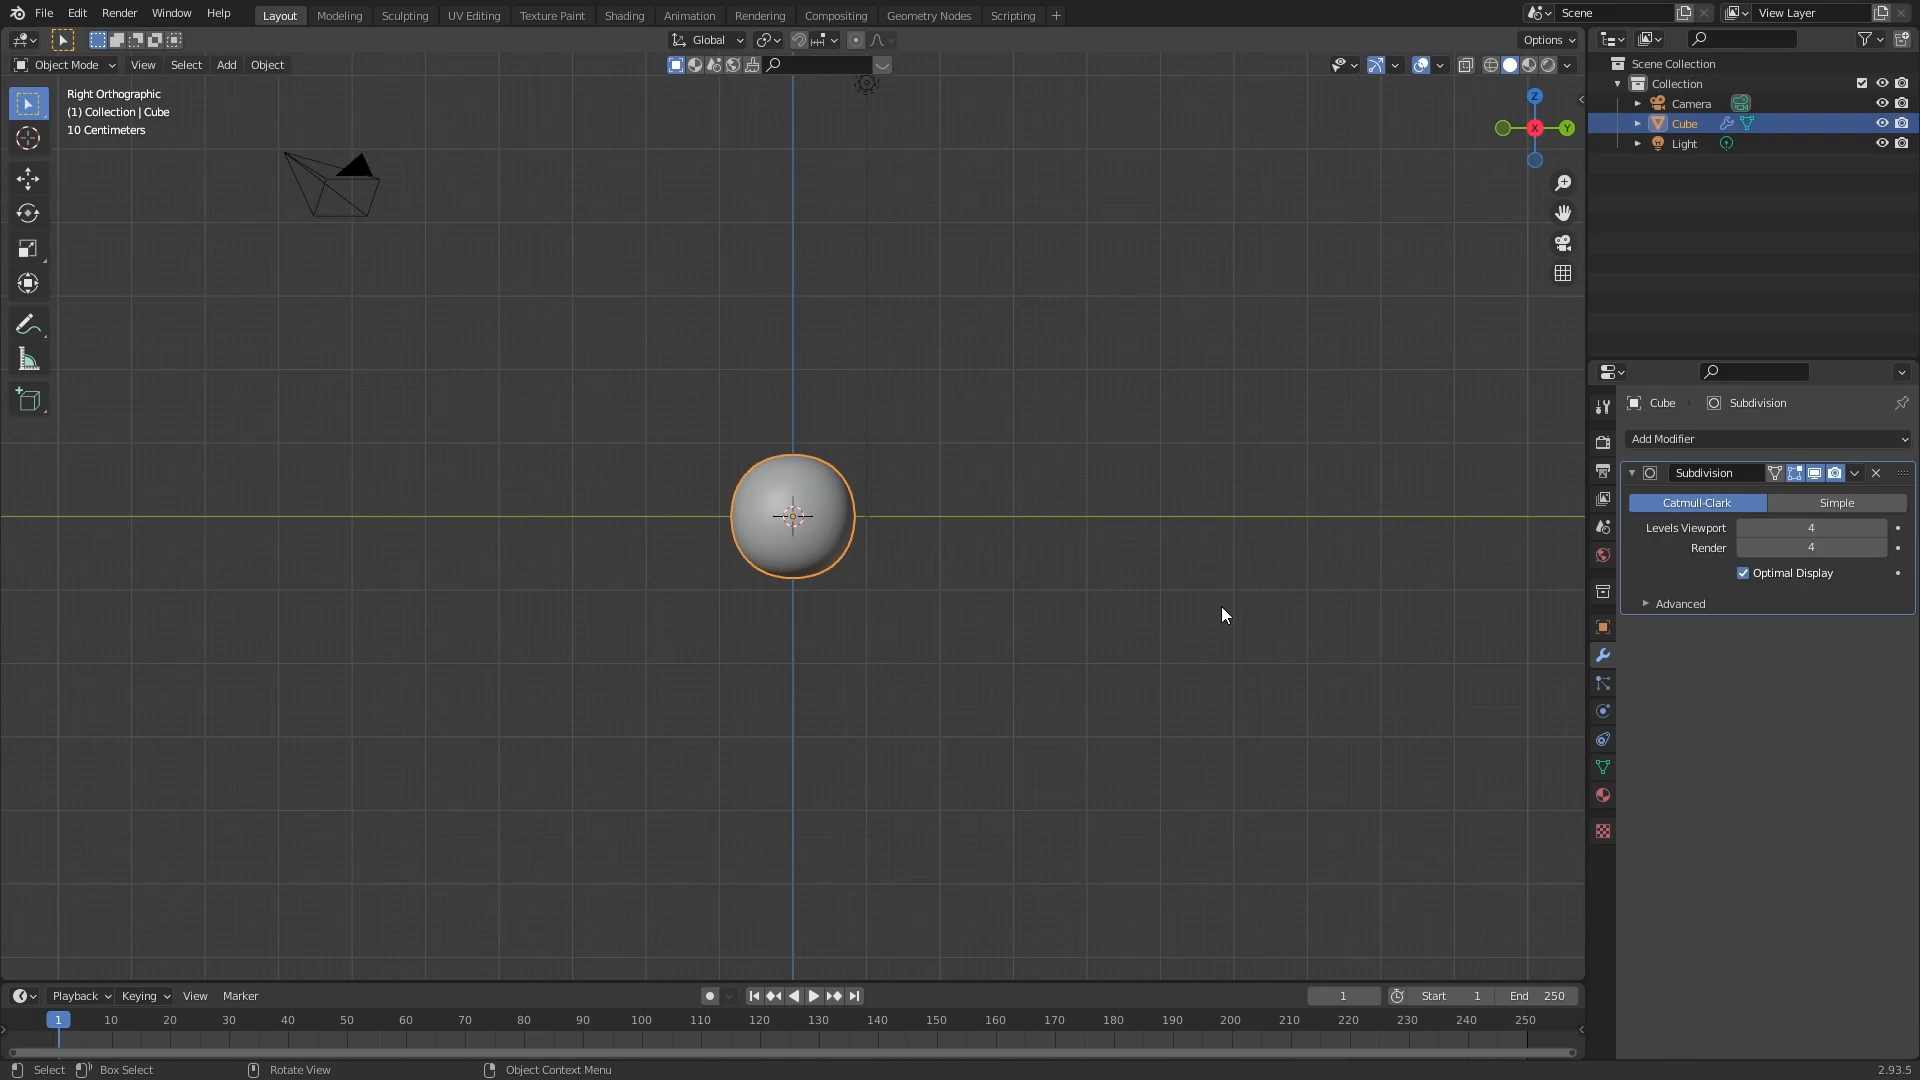 File Edit Render Window Help Layout Modeling Sculpting UV Editing Texture Paint Shading Animation Rendering Compositing Geometry Nodes Scripting + Scene View Layer
Global Options
Object Mode View Select Add Object
Right Orthographic
(1) Collection | Cube
10 Centimeters
Z
X
Y
Scene Collection
Collection
Camera
Cube
Light
Cube Subdivision
Add Modifier
Subdivision
Catmull-Clark Simple
Levels Viewport 4
Render 4
Optimal Display
Advanced
Playback Keying View Marker 1 Start 1 End 250
1 10 20 30 40 50 60 70 80 90 100 110 120 130 140 150 160 170 180 190 200 210 220 230 240 250
Select Box Select Rotate View Object Context Menu 2.93.5